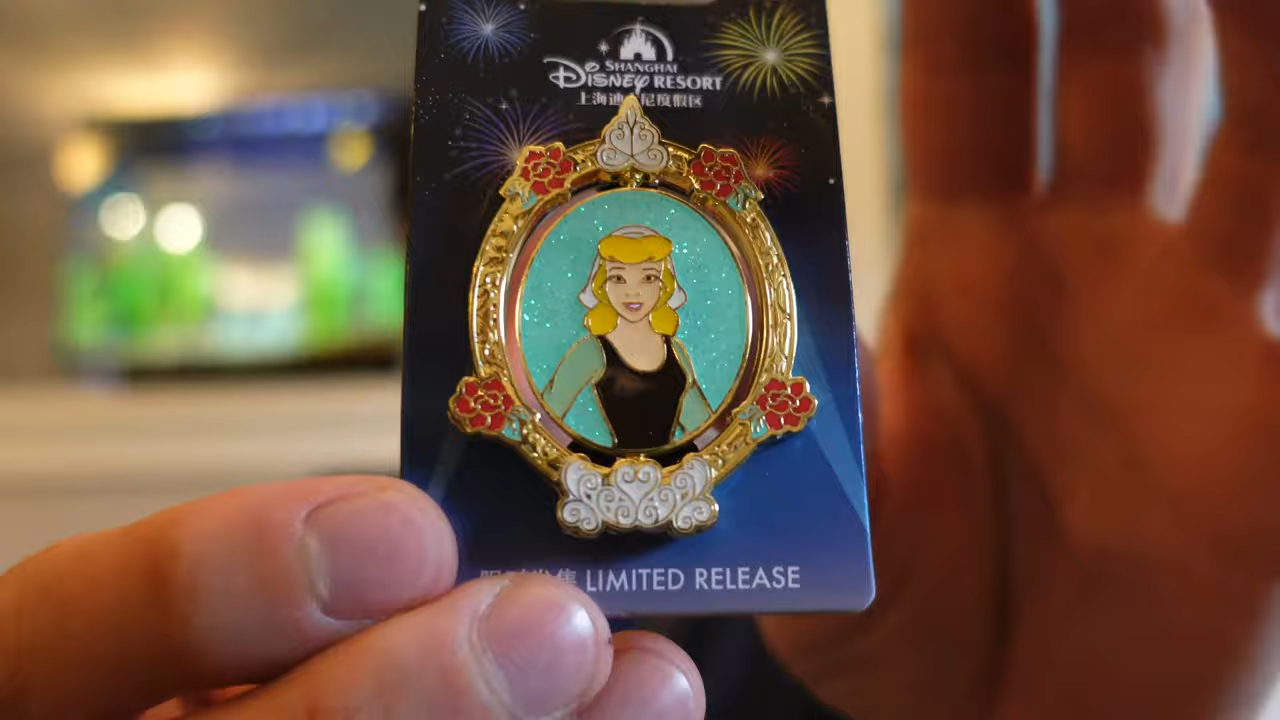 SHANGHAI
DISNEY RESORT
上海迪士尼度假区
LIMITED RELEASE